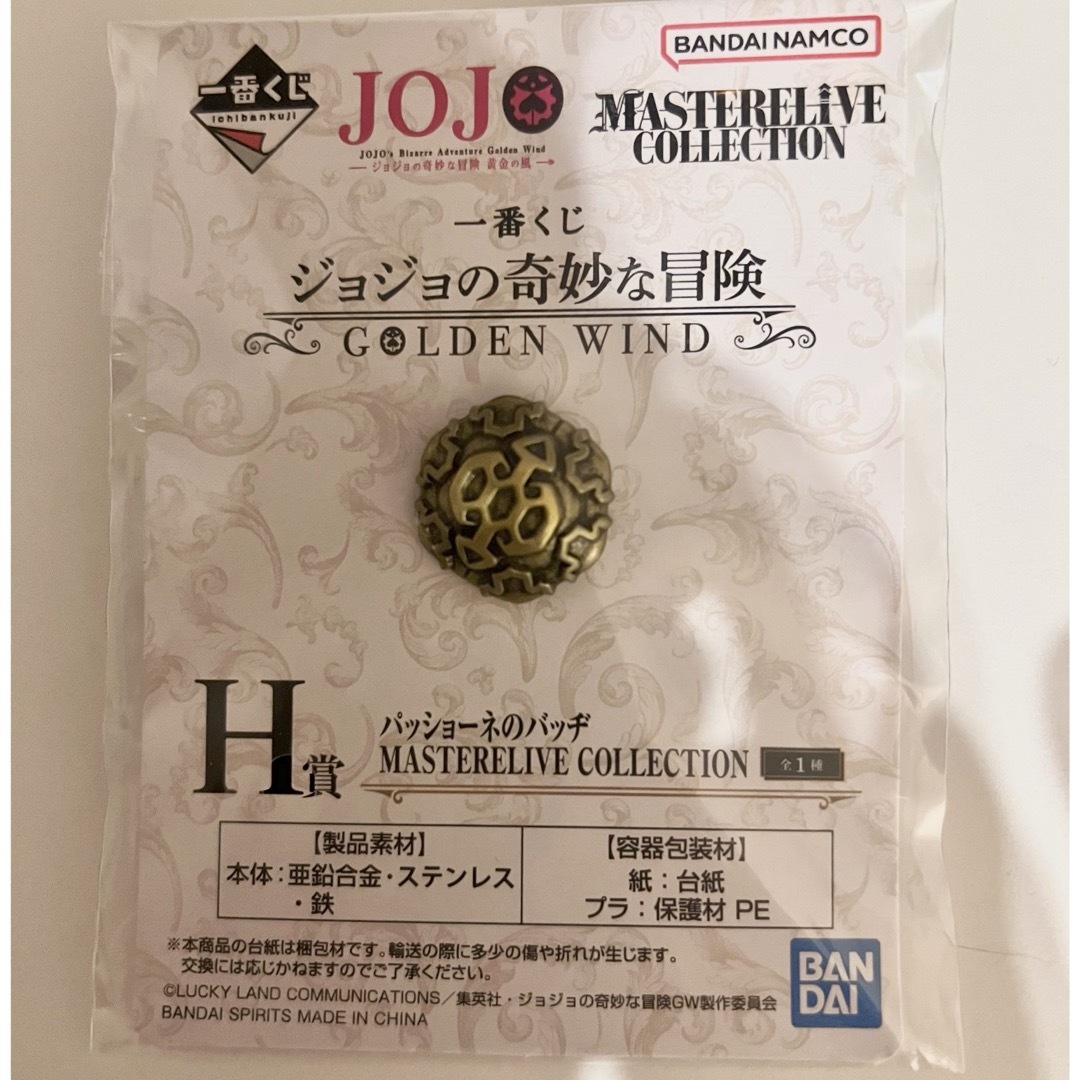 一番くじ
ichibankuji
JOJO
JOJO's Bizarre Adventure Golden Wind
ジョジョの奇妙な冒険 黄金の風
BANDAI NAMCO
MASTERELIVE
COLLECTION
一番くじ
ジョジョの奇妙な冒険
GOLDEN WIND
H賞
パッショーネのバッヂ
MASTERELIVE COLLECTION 全1種
【製品素材】
本体：亜鉛合金・ステンレス
・鉄
【容器包装材】
紙：台紙
プラ：保護材 PE
※本商品の台紙は梱包材です。輸送の際に多少の傷や折れが生じます。
交換には応じかねますのでご了承ください。
©LUCKY LAND COMMUNICATIONS／集英社・ジョジョの奇妙な冒険GW製作委員会
BANDAI SPIRITS MADE IN CHINA
BAN
DAI